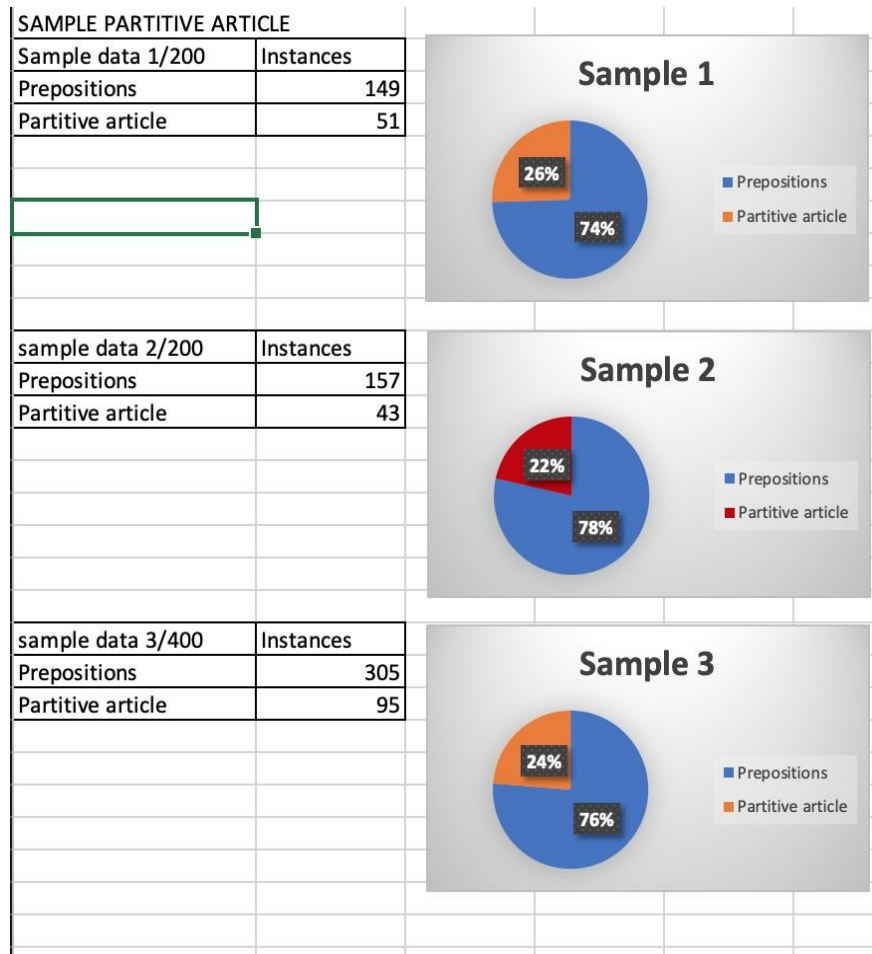 SAMPLE PARTITIVE ARTICLE
Sample data 1/200 Instances
Prepositions 149
Partitive article 51
Sample 1
26%
74%
Prepositions
Partitive article
sample data 2/200 Instances
Prepositions 157
Partitive article 43
Sample 2
22%
78%
Prepositions
Partitive article
sample data 3/400 Instances
Prepositions 305
Partitive article 95
Sample 3
24%
76%
Prepositions
Partitive article